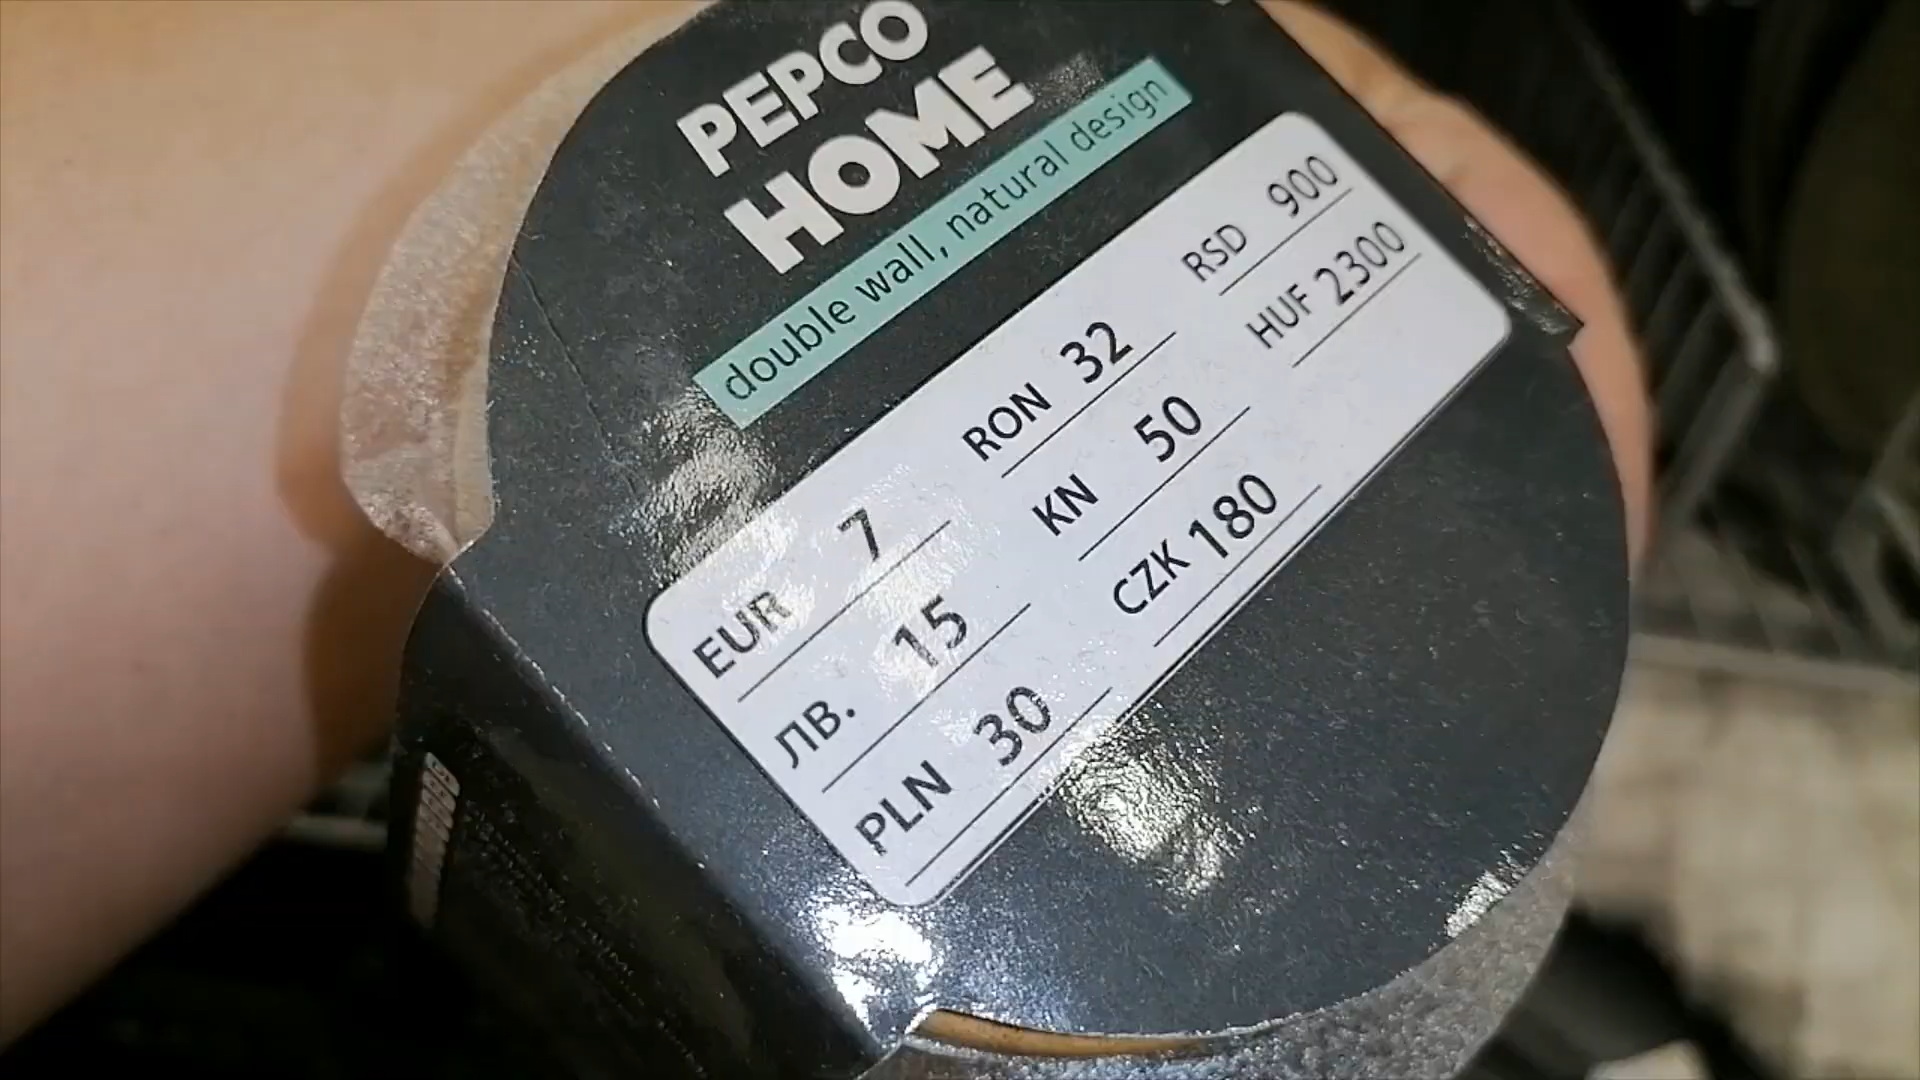 PEPCO
HOME
double wall, natural design
EUR 7 RON 32 RSD 900
ЛВ. 15 KN 50 HUF 2300
PLN 30 CZK 180